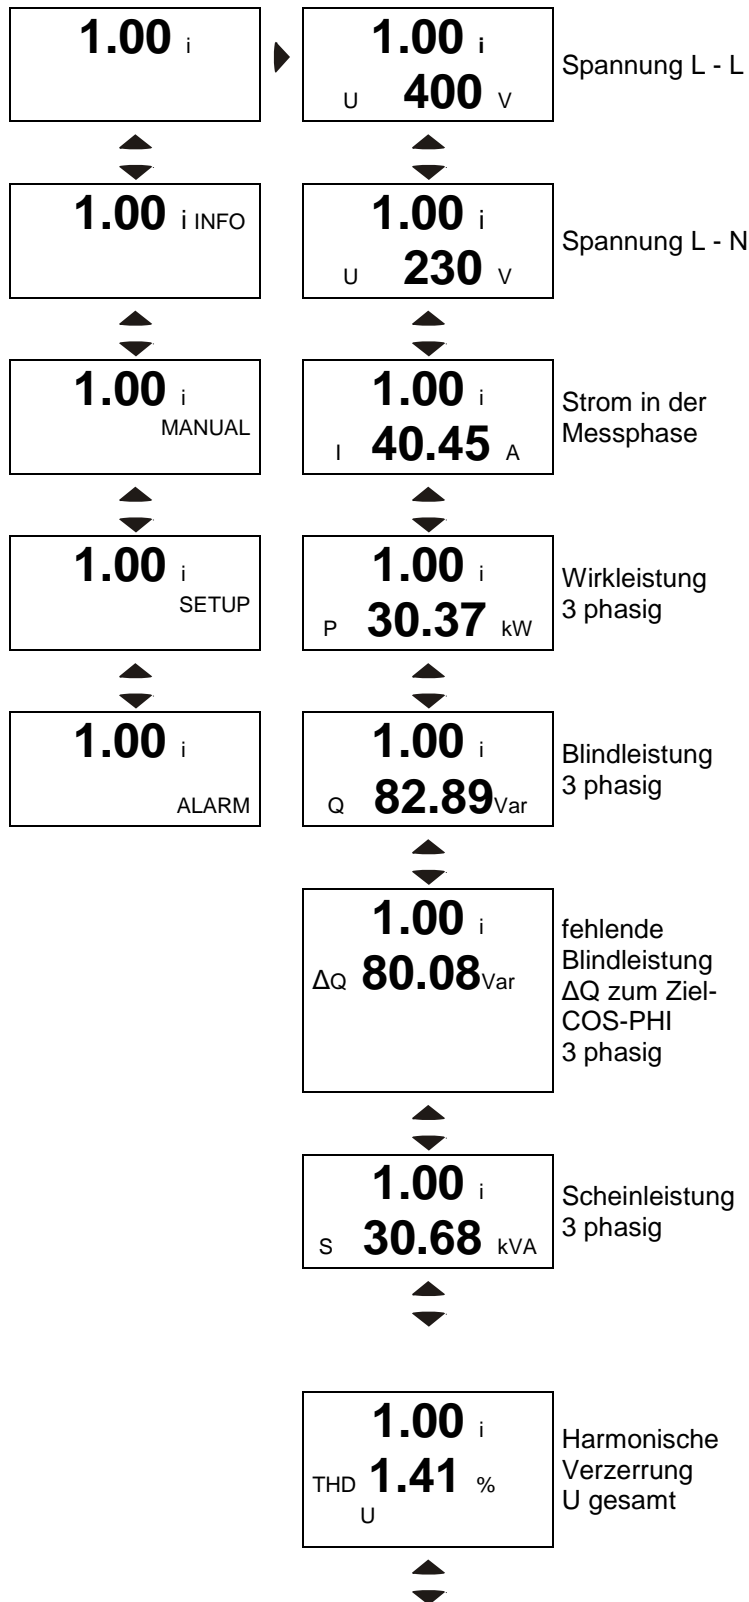 1.00 i
1.00 i
U 400 V
Spannung L - L
1.00 i INFO
1.00 i
U 230 V
Spannung L - N
1.00 i
MANUAL
1.00 i
I 40.45 A
Strom in der
Messphase
1.00 i
SETUP
1.00 i
P 30.37 kW
Wirkleistung
3 phasig
1.00 i
ALARM
1.00 i
Q 82.89Var
Blindleistung
3 phasig
1.00 i
ΔQ 80.08Var
fehlende
Blindleistung
ΔQ zum Ziel-
COS-PHI
3 phasig
1.00 i
S 30.68 kVA
Scheinleistung
3 phasig
1.00 i
THD 1.41 %
U
Harmonische
Verzerrung
U gesamt